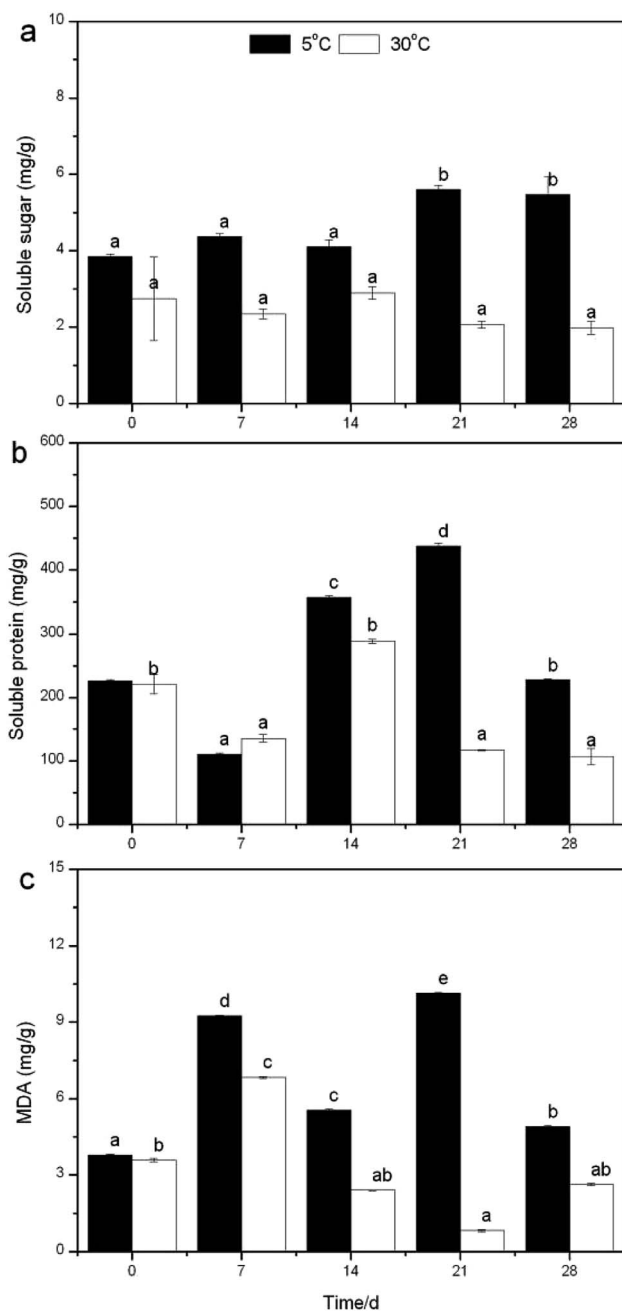 a
5°C 30°C
Soluble sugar (mg/g)
10
8
6
4
2
0
a a a b b
a a a a a
0 7 14 21 28
b
Soluble protein (mg/g)
600
500
400
300
200
100
0
b a a c b d a b a
0 7 14 21 28
c
MDA (mg/g)
15
12
9
6
3
0
a b d c c ab e a b ab
0 7 14 21 28
Time/d